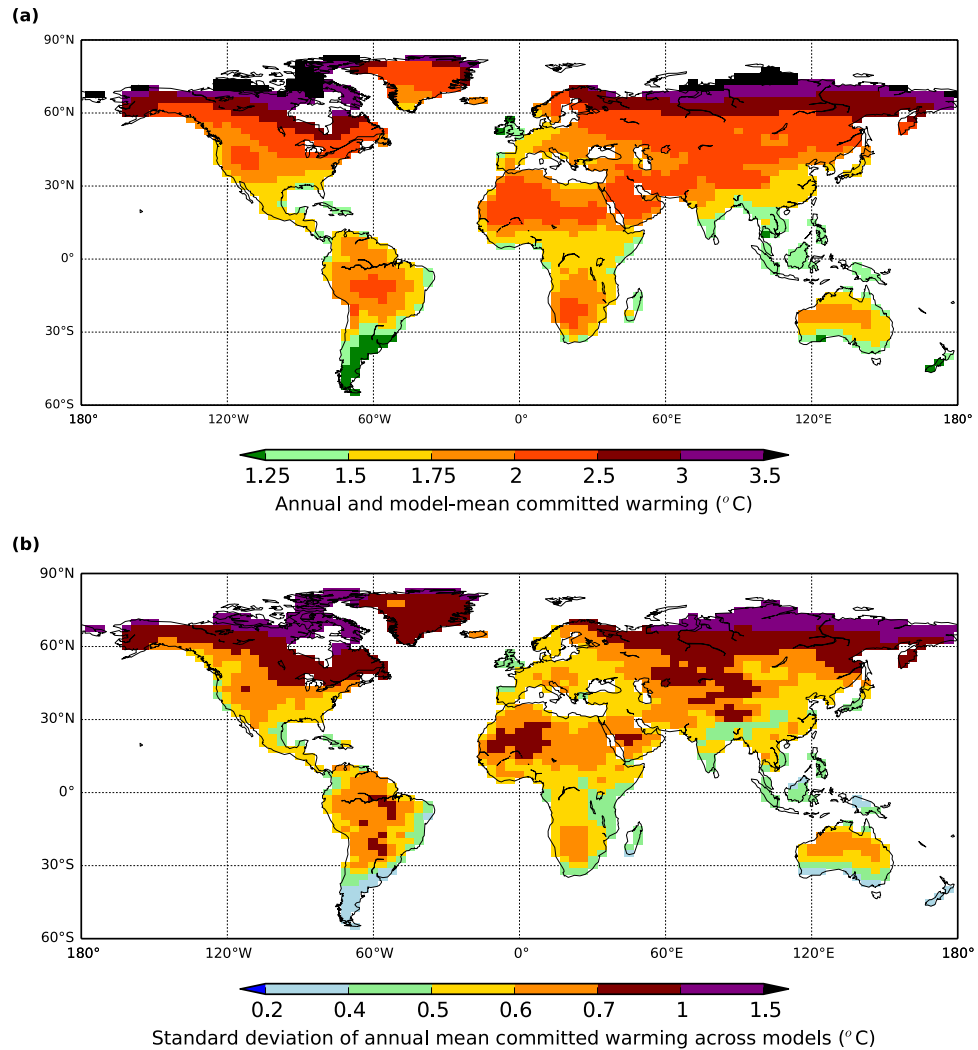 (a)
90°N
60°N
30°N
0°
30°S
60°S
180° 120°W 60°W 0° 60°E 120°E 180°
1.25 1.5 1.75 2 2.5 3 3.5
Annual and model-mean committed warming (°C)
(b)
90°N
60°N
30°N
0°
30°S
60°S
180° 120°W 60°W 0° 60°E 120°E 180°
0.2 0.4 0.5 0.6 0.7 1 1.5
Standard deviation of annual mean committed warming across models (°C)